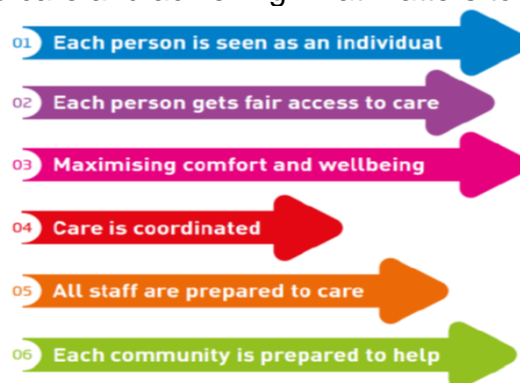 01 Each person is seen as an individual
02 Each person gets fair access to care
03 Maximising comfort and wellbeing
04 Care is coordinated
05 All staff are prepared to care
06 Each community is prepared to help